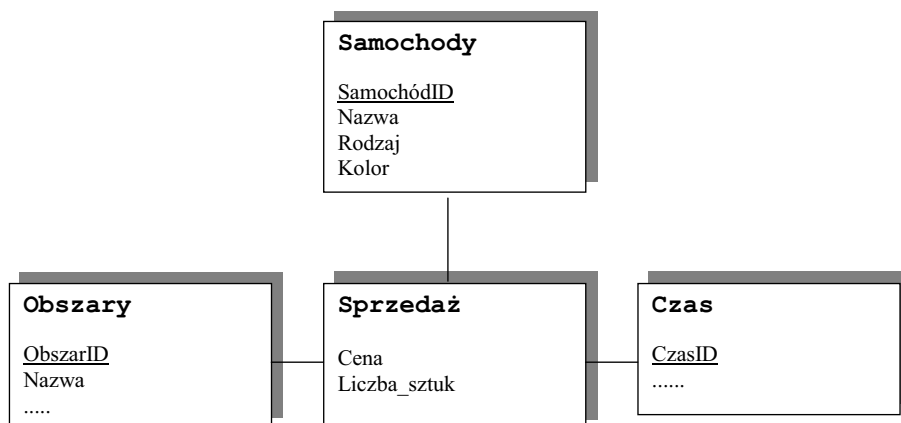 Samochody
SamochódID
Nazwa
Rodzaj
Kolor
Obszary
ObszarID
Nazwa
.....
Sprzedaż
Cena
Liczba_sztuk
Czas
CzasID
......